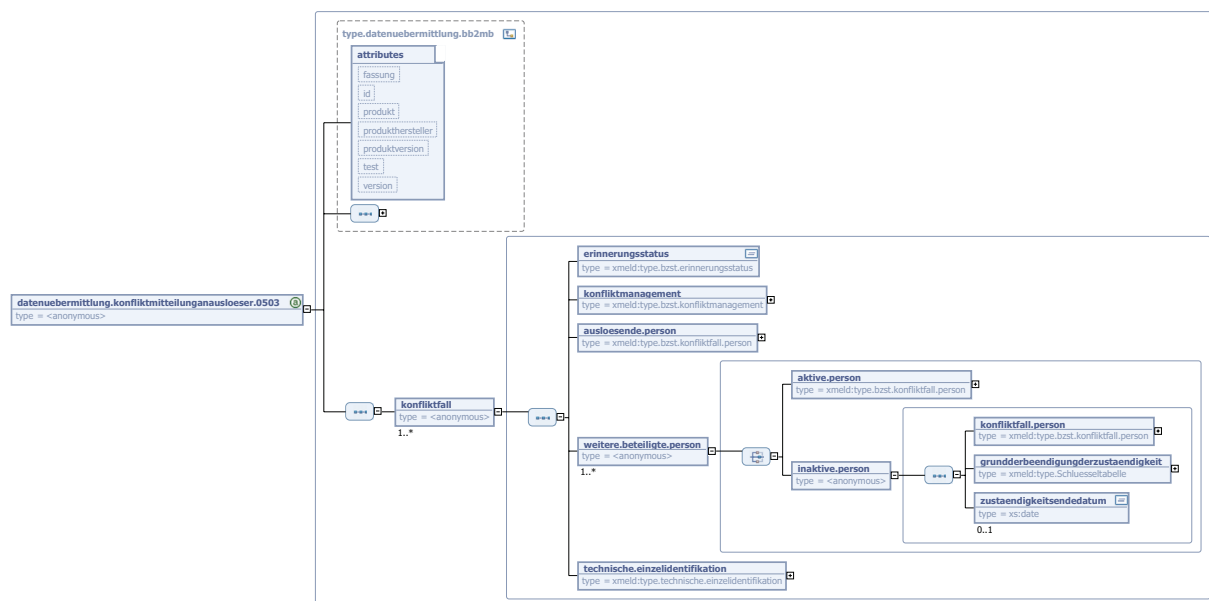 type.datenuebermittlung.bb2mb
attributes
fassung
id
produkt
produkthersteller
produktversion
test
version
datenuebermittlung.konfliktmitteilunganausloeser.0503
type = <anonymous>
konfliktfall
type = <anonymous>
1..*
erinnerungsstatus
type = xmeld:type.bzst.erinnerungsstatus
konfliktmanagement
type = xmeld:type.bzst.konfliktmanagement
ausloesende.person
type = xmeld:type.bzst.konfliktfall.person
weitere.beteiligte.person
type = <anonymous>
1..*
aktive.person
type = xmeld:type.bzst.konfliktfall.person
inaktive.person
type = <anonymous>
konfliktfall.person
type = xmeld:type.bzst.konfliktfall.person
grundderbeendigungderzustaendigkeit
type = xmeld:type.Schluesseltabelle
zustaendigkeitsendedatum
type = xs:date
0..1
technische.einzelidentifikation
type = xmeld:type.technische.einzelidentifikation